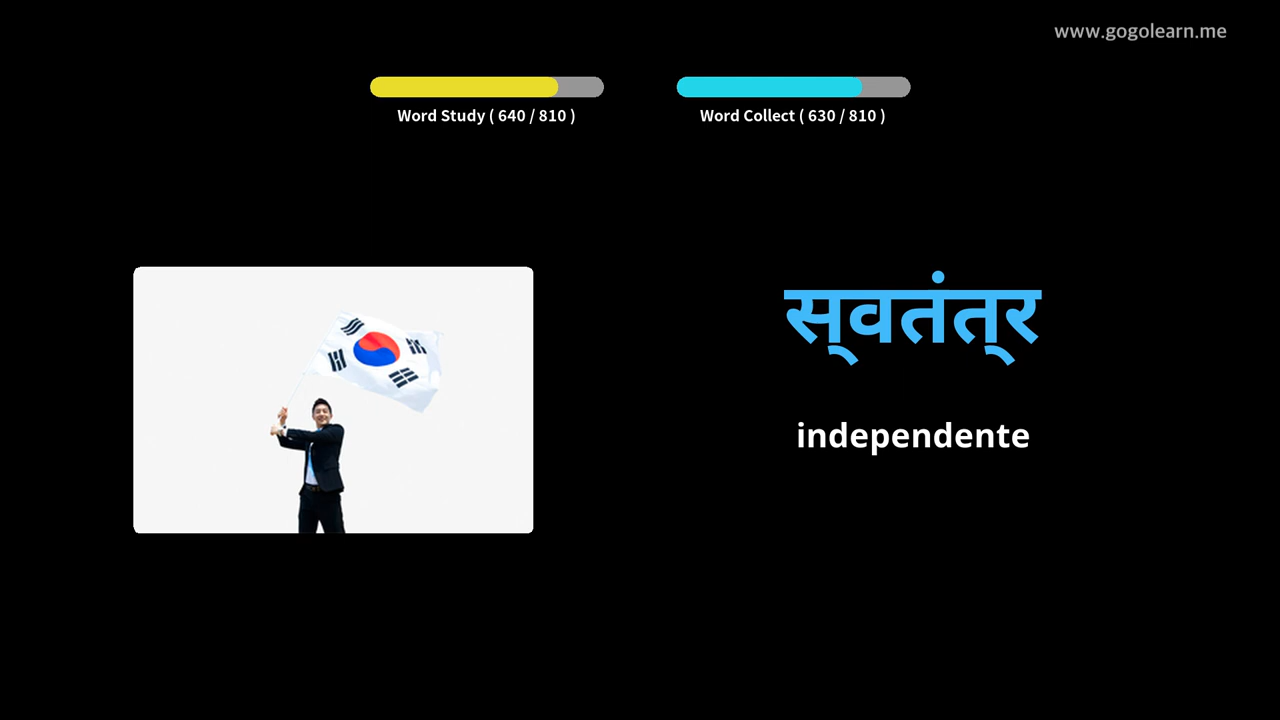 www.gogolearn.me
Word Study ( 640 / 810 )
Word Collect ( 630 / 810 )
स्वतंत्र
independente